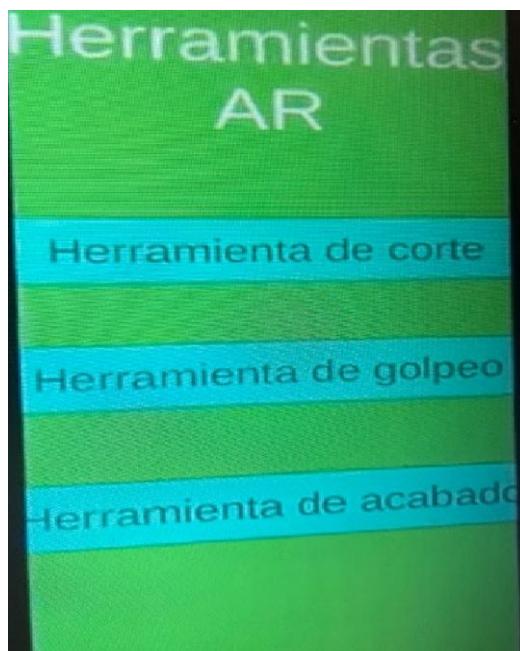 Herramientas
AR
Herramienta de corte
Herramienta de golpeo
Herramienta de acabado